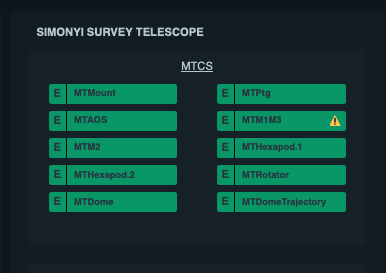 SIMONYI SURVEY TELESCOPE
MTCS
E MTMount E MTPtg
E MTAOS E MTM1M3
E MTM2 E MTHexapod.1
E MTHexapod.2 E MTRotator
E MTDome E MTDomeTrajectory